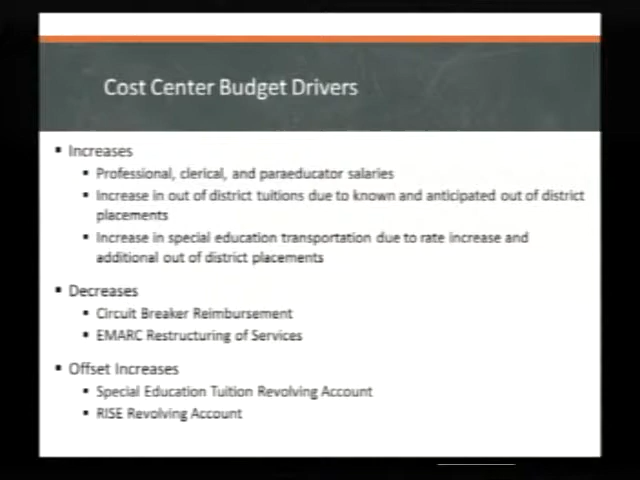 Cost Center Budget Drivers
▪ Increases
▪ Professional, clerical, and paraeducator salaries
▪ Increase in out of district tuitions due to known and anticipated out of district
placements
▪ Increase in special education transportation due to rate increase and
additional out of district placements
▪ Decreases
▪ Circuit Breaker Reimbursement
▪ EMARC Restructuring of Services
▪ Offset Increases
▪ Special Education Tuition Revolving Account
▪ RISE Revolving Account